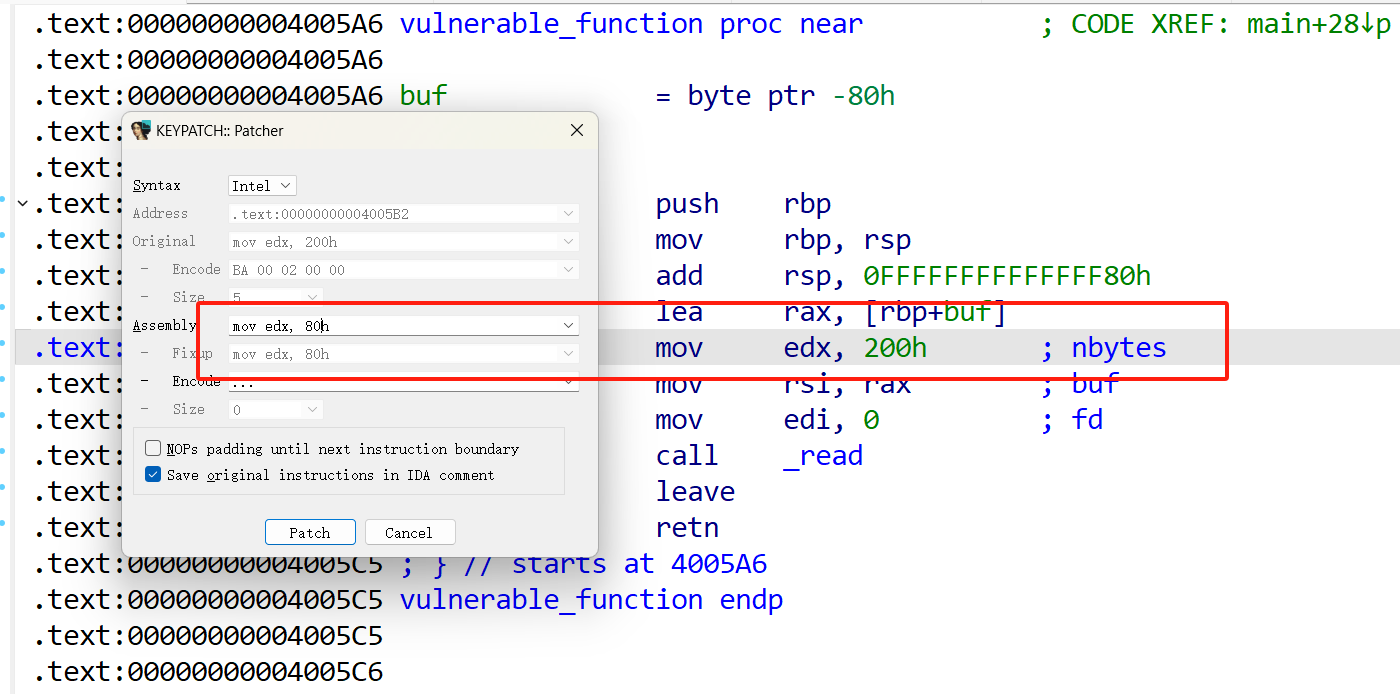 .text:00000000004005A6 vulnerable_function proc near ; CODE XREF: main+28↓p
.text:00000000004005A6
.text:00000000004005A6 buf = byte ptr -80h
.text:
.text:
.text: push rbp
.text: mov rbp, rsp
.text: add rsp, 0FFFFFFFFFFFFFF80h
.text: lea rax, [rbp+buf]
.text: mov edx, 200h ; nbytes
.text: mov rsi, rax ; buf
.text: mov edi, 0 ; fd
.text: call _read
.text: leave
.text: retn
.text:00000000004005C5 ; } // starts at 4005A6
.text:00000000004005C5 vulnerable_function endp
.text:00000000004005C5
.text:00000000004005C6
KEYPATCH:: Patcher
Syntax Intel
Address .text:00000000004005B2
Original mov edx, 200h
- Encode BA 00 02 00 00
- Size 5
Assembly mov edx, 80h
- Fixup mov edx, 80h
- Encode ...
- Size 0
NOPs padding until next instruction boundary
Save original instructions in IDA comment
Patch Cancel